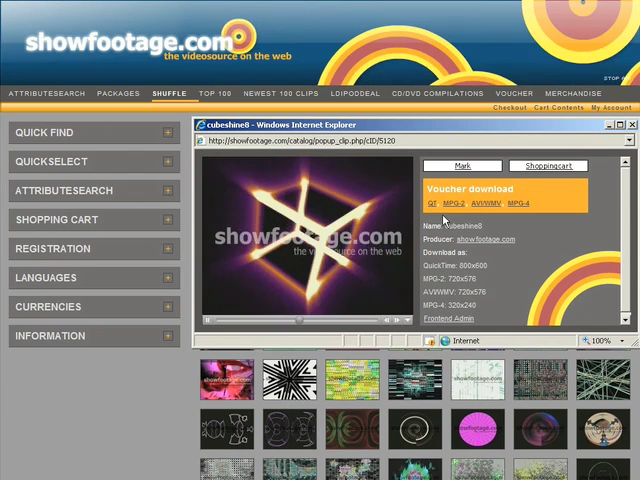 showfootage.com
the videosource on the web
ATTRIBUTESEARCH PACKAGES SHUFFLE TOP 100 NEWEST 100 CLIPS LDIPODDEAL CD/DVD COMPILATIONS VOUCHER MERCHANDISE
Checkout Cart Contents My Account
QUICK FIND
QUICKSELECT
ATTRIBUTESEARCH
SHOPPING CART
REGISTRATION
LANGUAGES
CURRENCIES
INFORMATION
cubeshine8 - Windows Internet Explorer
http://showfootage.com/catalog/popup_clip.php/cID/5120
showfootage.com
the videosource on the web
Mark Shoppingcart
Voucher download
QT, MPG-2, AVI/WMV, MPG-4
Name: cubeshine8
Producer: showfootage.com
Download as:
QuickTime: 800x600
MPG-2: 720x576
AVI/WMV: 720x576
MPG-4: 320x240
Frontend Admin
Internet 100%